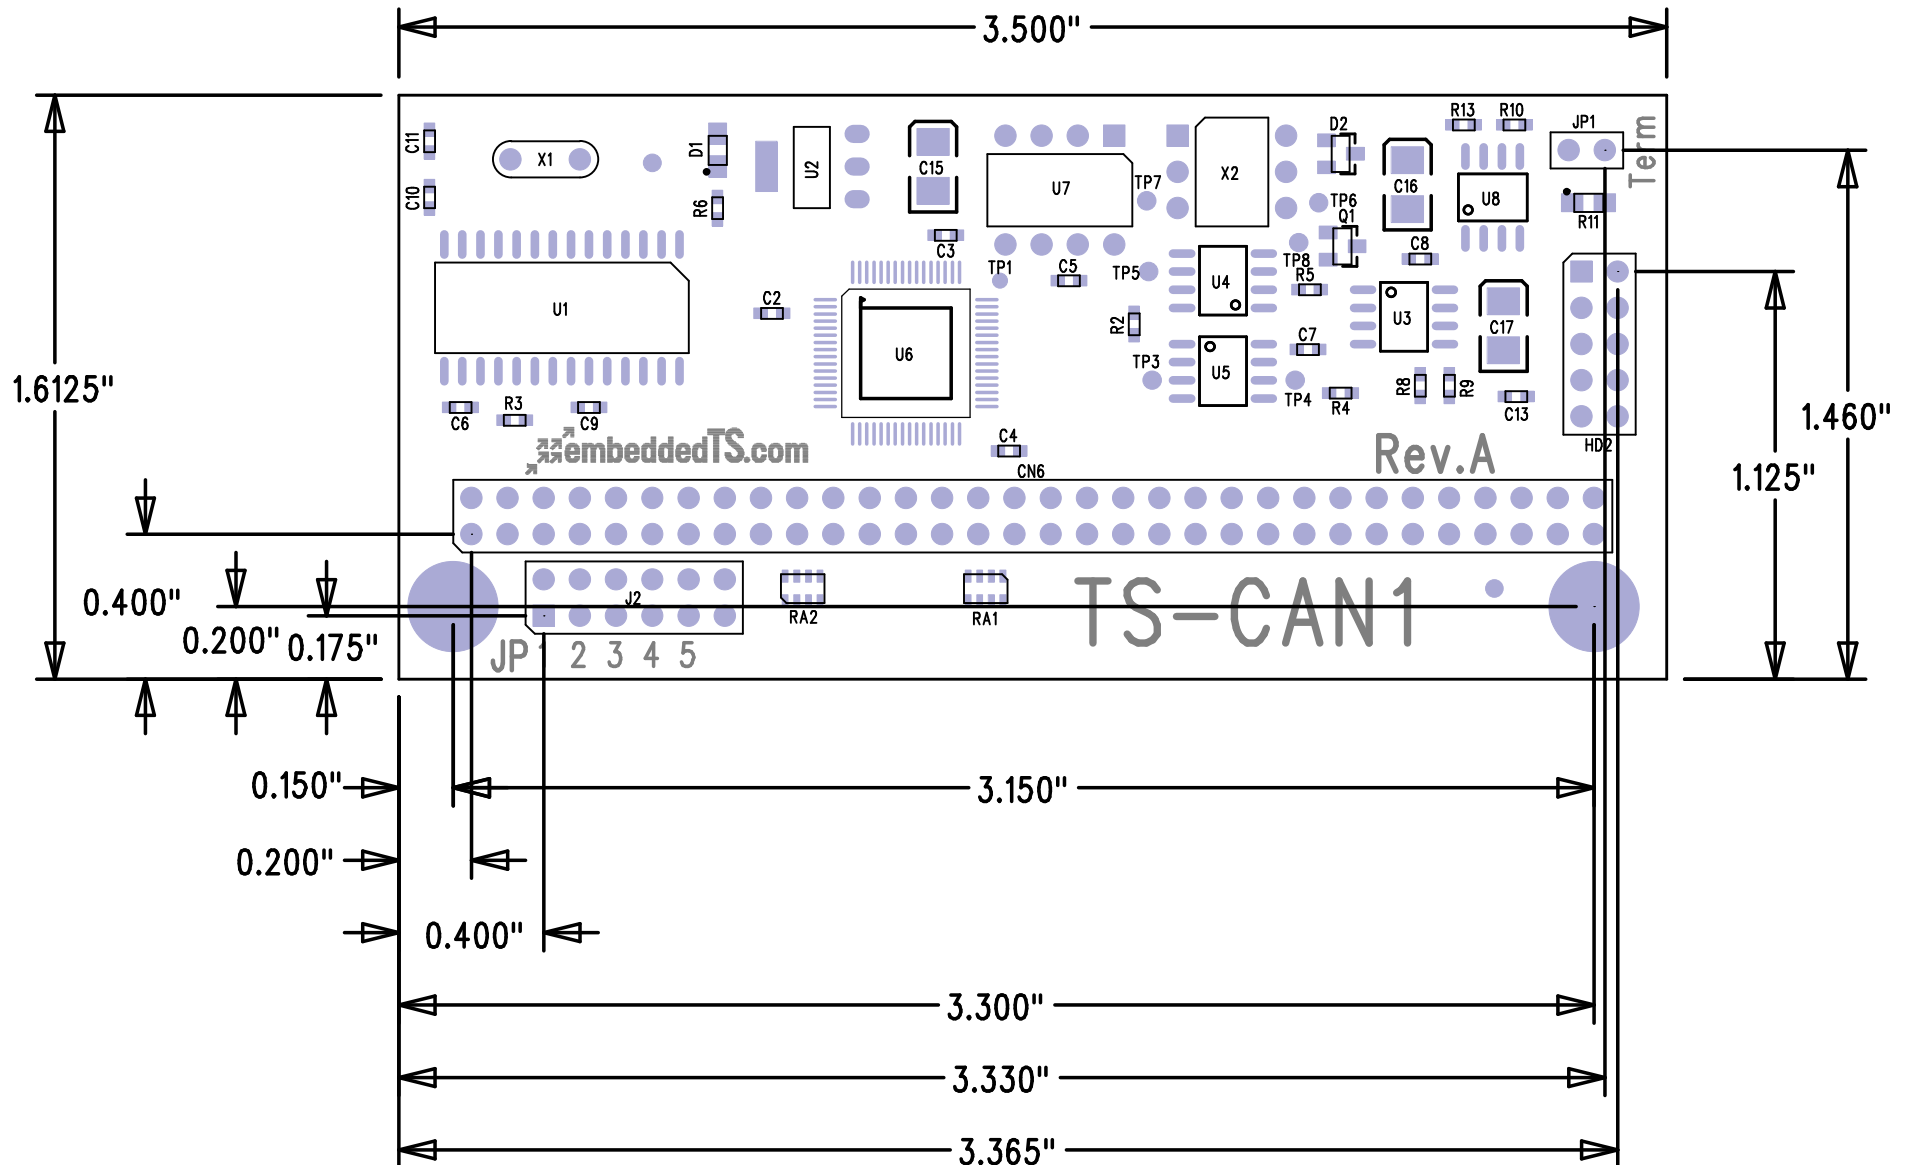 3.500"
C11
X1
D1
U2
C15
U7
TP7
X2
D2
TP6
Q1
C16
R13
R10
JP1
Term
U8
R11
C10
R6
C3
TP1
C5
TP5
U4
TP8
R5
C8
U1
C2
U6
R2
U3
C17
1.6125"
TP3
U5
C7
TP4
R4
R8
R9
C13
1.460"
C6
R3
C9
embeddedTS.com
C4
CN6
Rev.A
HD2
1.125"
0.400"
0.200"
0.175"
J2
RA2
RA1
TS-CAN1
JP 1 2 3 4 5
0.150"
3.150"
0.200"
0.400"
3.300"
3.330"
3.365"